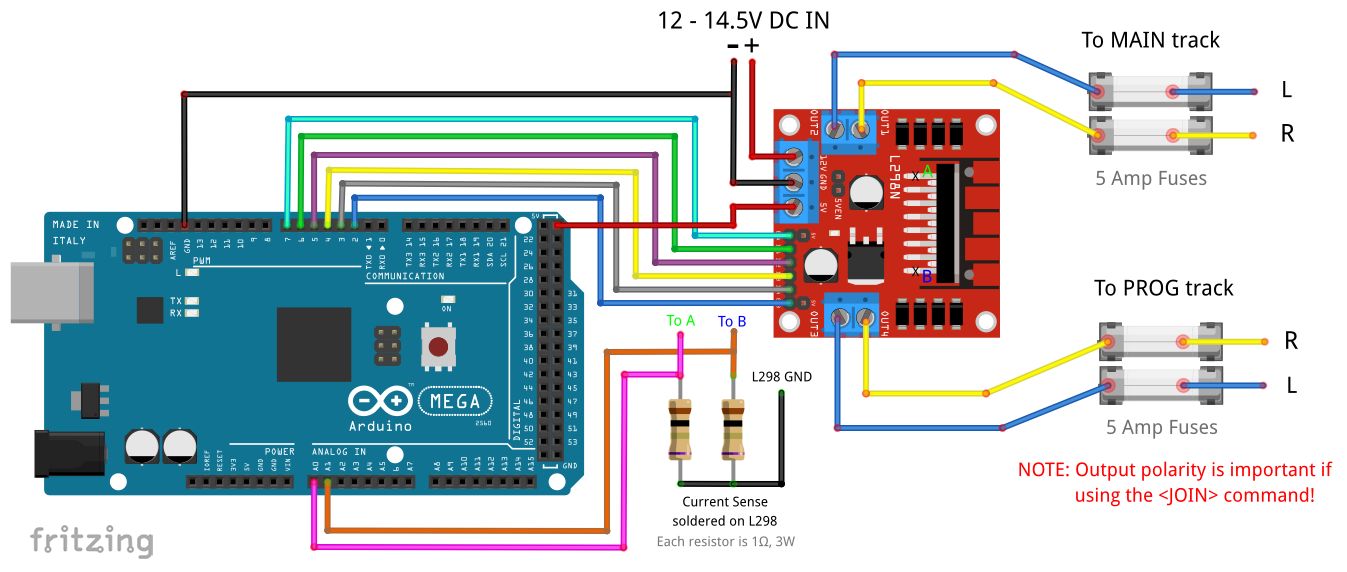 12 - 14.5V DC IN
- +
To MAIN track
L
R
5 Amp Fuses
OUT2
OUT1
12V
GND
5V
5VEN
L298N
A
X
X
B
5V
5V
OUT3
OUT4
To PROG track
R
L
5 Amp Fuses
NOTE: Output polarity is important if
using the <JOIN> command!
MADE IN
ITALY
AREF
GND
13
12
11
10
9
8
7
6
5
4
3
2
TX0 ◀ 1
RX0 ▶ 0
TX3 14
RX3 15
TX2 16
RX2 17
TX1 18
RX1 19
SDA 20
SCL 21
5V
PWM
COMMUNICATION
L
TX
RX
ON
22
24
26
28
30
32
34
36
38
40
42
44
46
48
50
52
31
33
35
37
39
41
43
45
47
49
51
53
DIGITAL
GND
Arduino
TM
MEGA
2560
POWER
ANALOG IN
IOREF
RESET
3V3
5V
GND
GND
VIN
A0
A1
A2
A3
A4
A5
6
A7
A8
A9
A10
A11
A12
A13
A14
A15
To A
To B
L298 GND
Current Sense
soldered on L298
Each resistor is 1Ω, 3W
fritzing